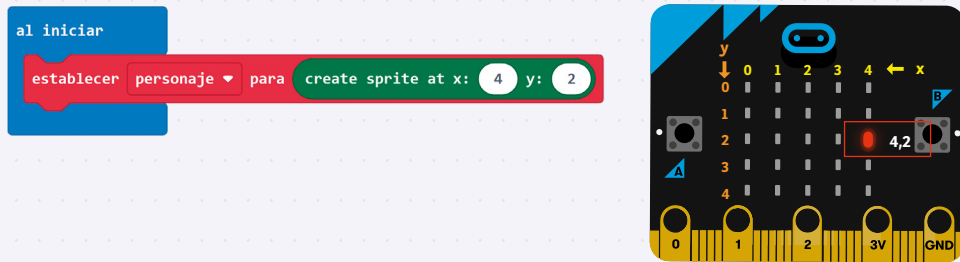 al iniciar
establecer personaje para create sprite at x: 4 y: 2
y
0 1 2 3 4 x
0
1
2 4,2
3
4
A
B
0 1 2 3V GND